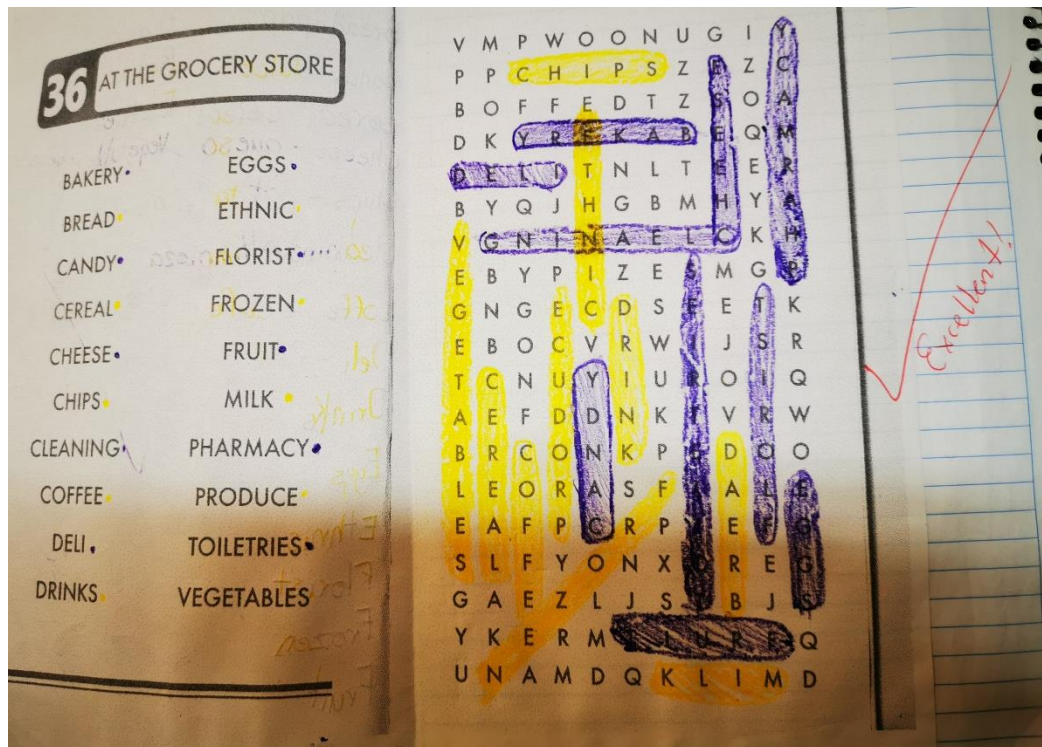 36 AT THE GROCERY STORE
BAKERY
BREAD
CANDY
CEREAL
CHEESE
CHIPS
CLEANING
COFFEE
DELI
DRINKS
EGGS
ETHNIC
FLORIST
FROZEN
FRUIT
MILK
PHARMACY
PRODUCE
TOILETRIES
VEGETABLES
V M P W O O N U G I Y
P P C H I P S Z E Z C
B O F F E D T Z S O A
D K Y R E K A B E Q M
D E L I T N L T E E R
B Y Q J H G B M H Y A
V G N I N A E L C K H
E B Y P I Z E S M G P
G N G E C D S E E T K
E B O C V R W I J S R
T C N U Y I U R O I Q
A E F D D N K T V R W
B R C O N K P E D O O
L E O R A S F L A L E
E A F P C R P I E F G
S L F Y O N X O R E G
G A E Z L J S T B J S
Y K E R M T I U R F Q
U N A M D Q K L I M D
Excellent!